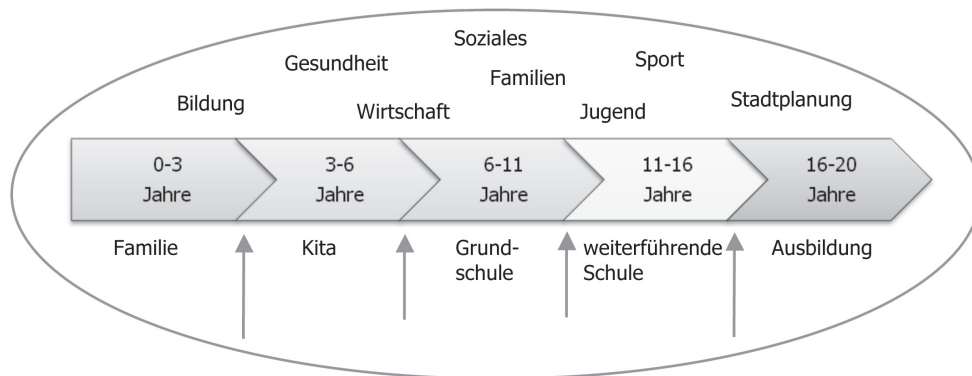 Soziales
Gesundheit
Sport
Familien
Bildung
Wirtschaft
Jugend
Stadtplanung
0-3
Jahre
3-6
Jahre
6-11
Jahre
11-16
Jahre
16-20
Jahre
Familie
Kita
Grund-
schule
weiterführende
Schule
Ausbildung